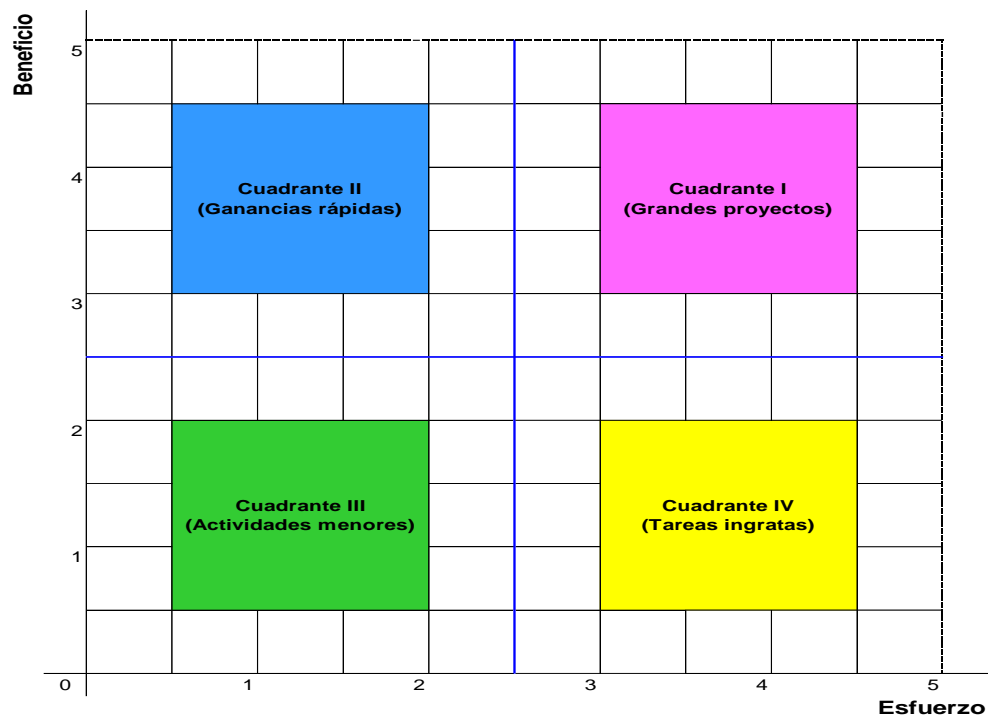 Beneficio
5
4
Cuadrante II
(Ganancias rápidas)
Cuadrante I
(Grandes proyectos)
3
2
Cuadrante III
(Actividades menores)
Cuadrante IV
(Tareas ingratas)
1
0 1 2 3 4 5
Esfuerzo